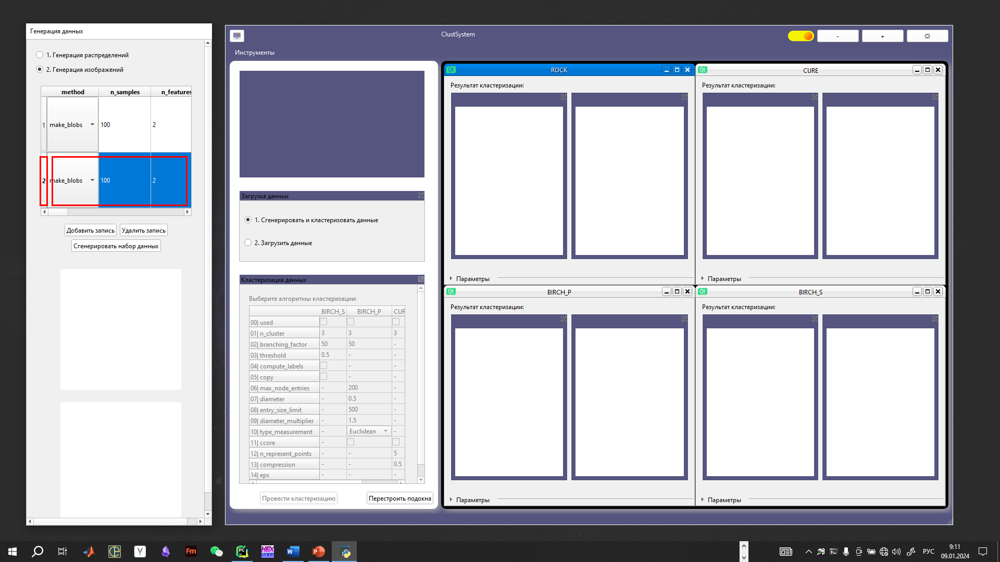 Генерация данных
1. Генерация распределений
2. Генерация изображений
method n_samples n_features
1 make_blobs 100 2
2 make_blobs 100 2
Добавить запись Удалить запись
Сгенерировать набор данных
ClustSystem
- +
Инструменты
Загрузка данных
1. Сгенерировать и кластеризовать данные
2. Загрузить данные
Кластеризация данных
Выберите алгоритмы кластеризации:
BIRCH_S BIRCH_P CUR
00| used
01| n_cluster 3 3 3
02| branching_factor 50 50 -
03| threshold 0.5 - -
04| compute_labels - -
05| copy - -
06| max_node_entries - 200 -
07| diameter - 0.5 -
08| entry_size_limit - 500 -
09| diameter_multiplier - 1.5 -
10| type_measurement - Euclidean -
11| ccore -
12| n_represent_points - - 5
13| compression - - 0.5
14| eps - - -
Провести кластеризацию Перестроить подокна
Qt ROCK
Результат кластеризации:
Параметры
Qt CURE
Результат кластеризации:
Параметры
Qt BIRCH_P
Результат кластеризации:
Параметры
Qt BIRCH_S
Результат кластеризации:
Параметры
V Fm PC HEX W P
РУС
9:11
09.01.2024